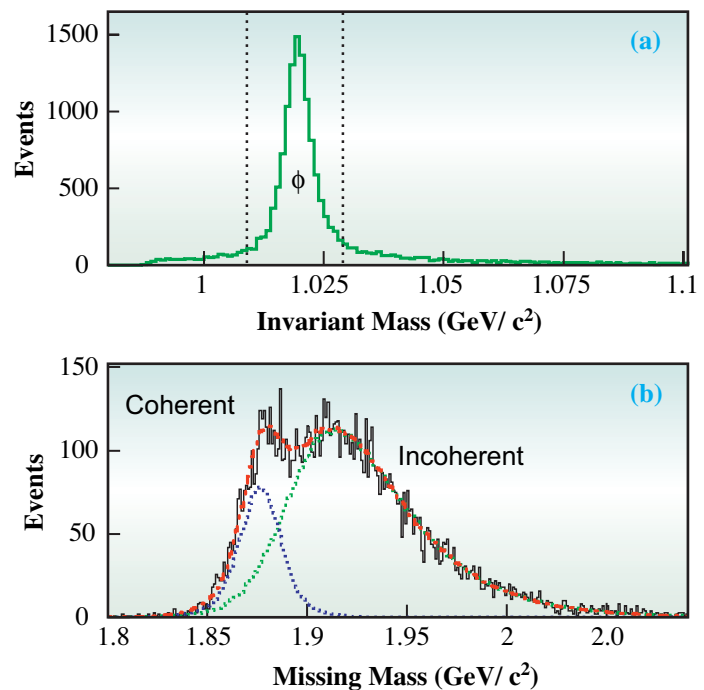 (a)
1500
1000
500
0
Events
ϕ
1 1.025 1.05 1.075 1.1
Invariant Mass (GeV/ c²)
(b)
150
100
50
0
Events
Coherent
Incoherent
1.8 1.85 1.9 1.95 2 2.0
Missing Mass (GeV/ c²)